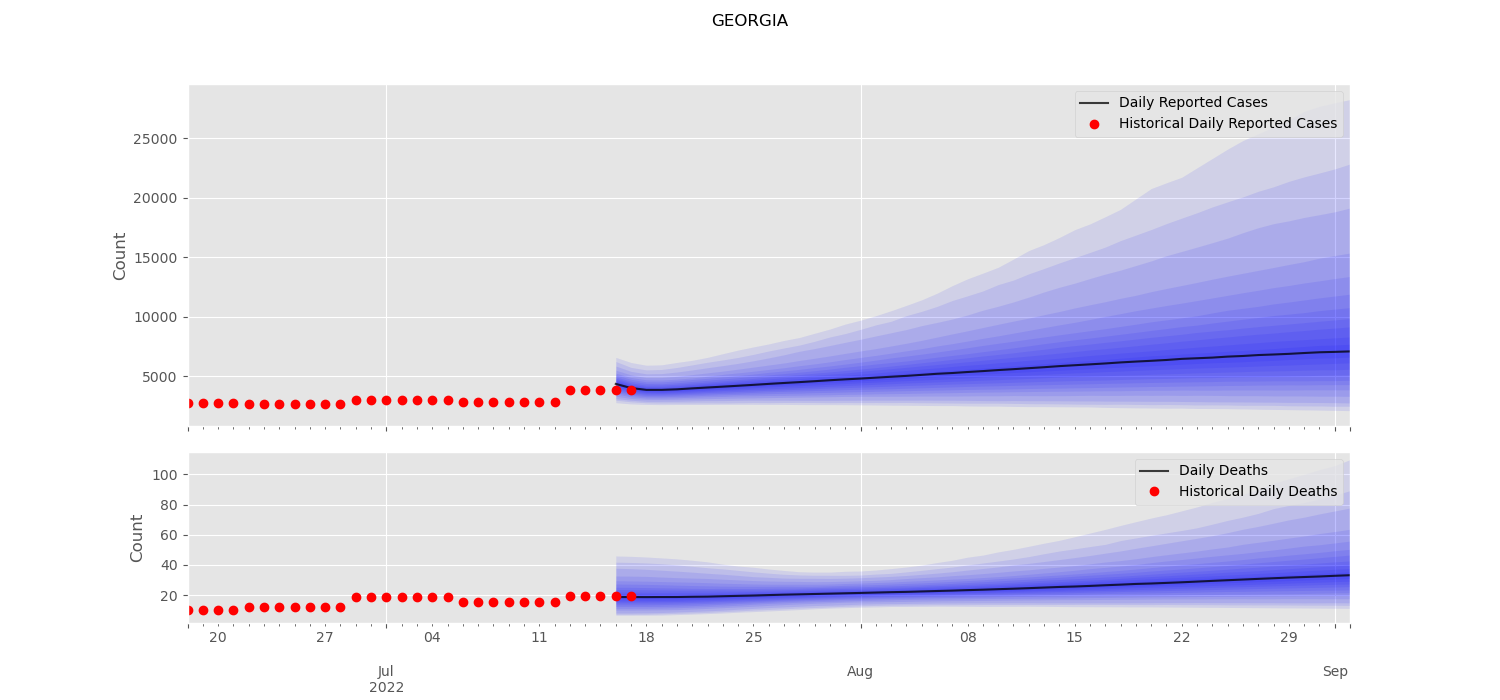 GEORGIA
Daily Reported Cases
Historical Daily Reported Cases
Count
25000
20000
15000
10000
5000
Daily Deaths
Historical Daily Deaths
Count
100
80
60
40
20
20 27 04 11 18 25 08 15 22 29
Jul Aug Sep
2022